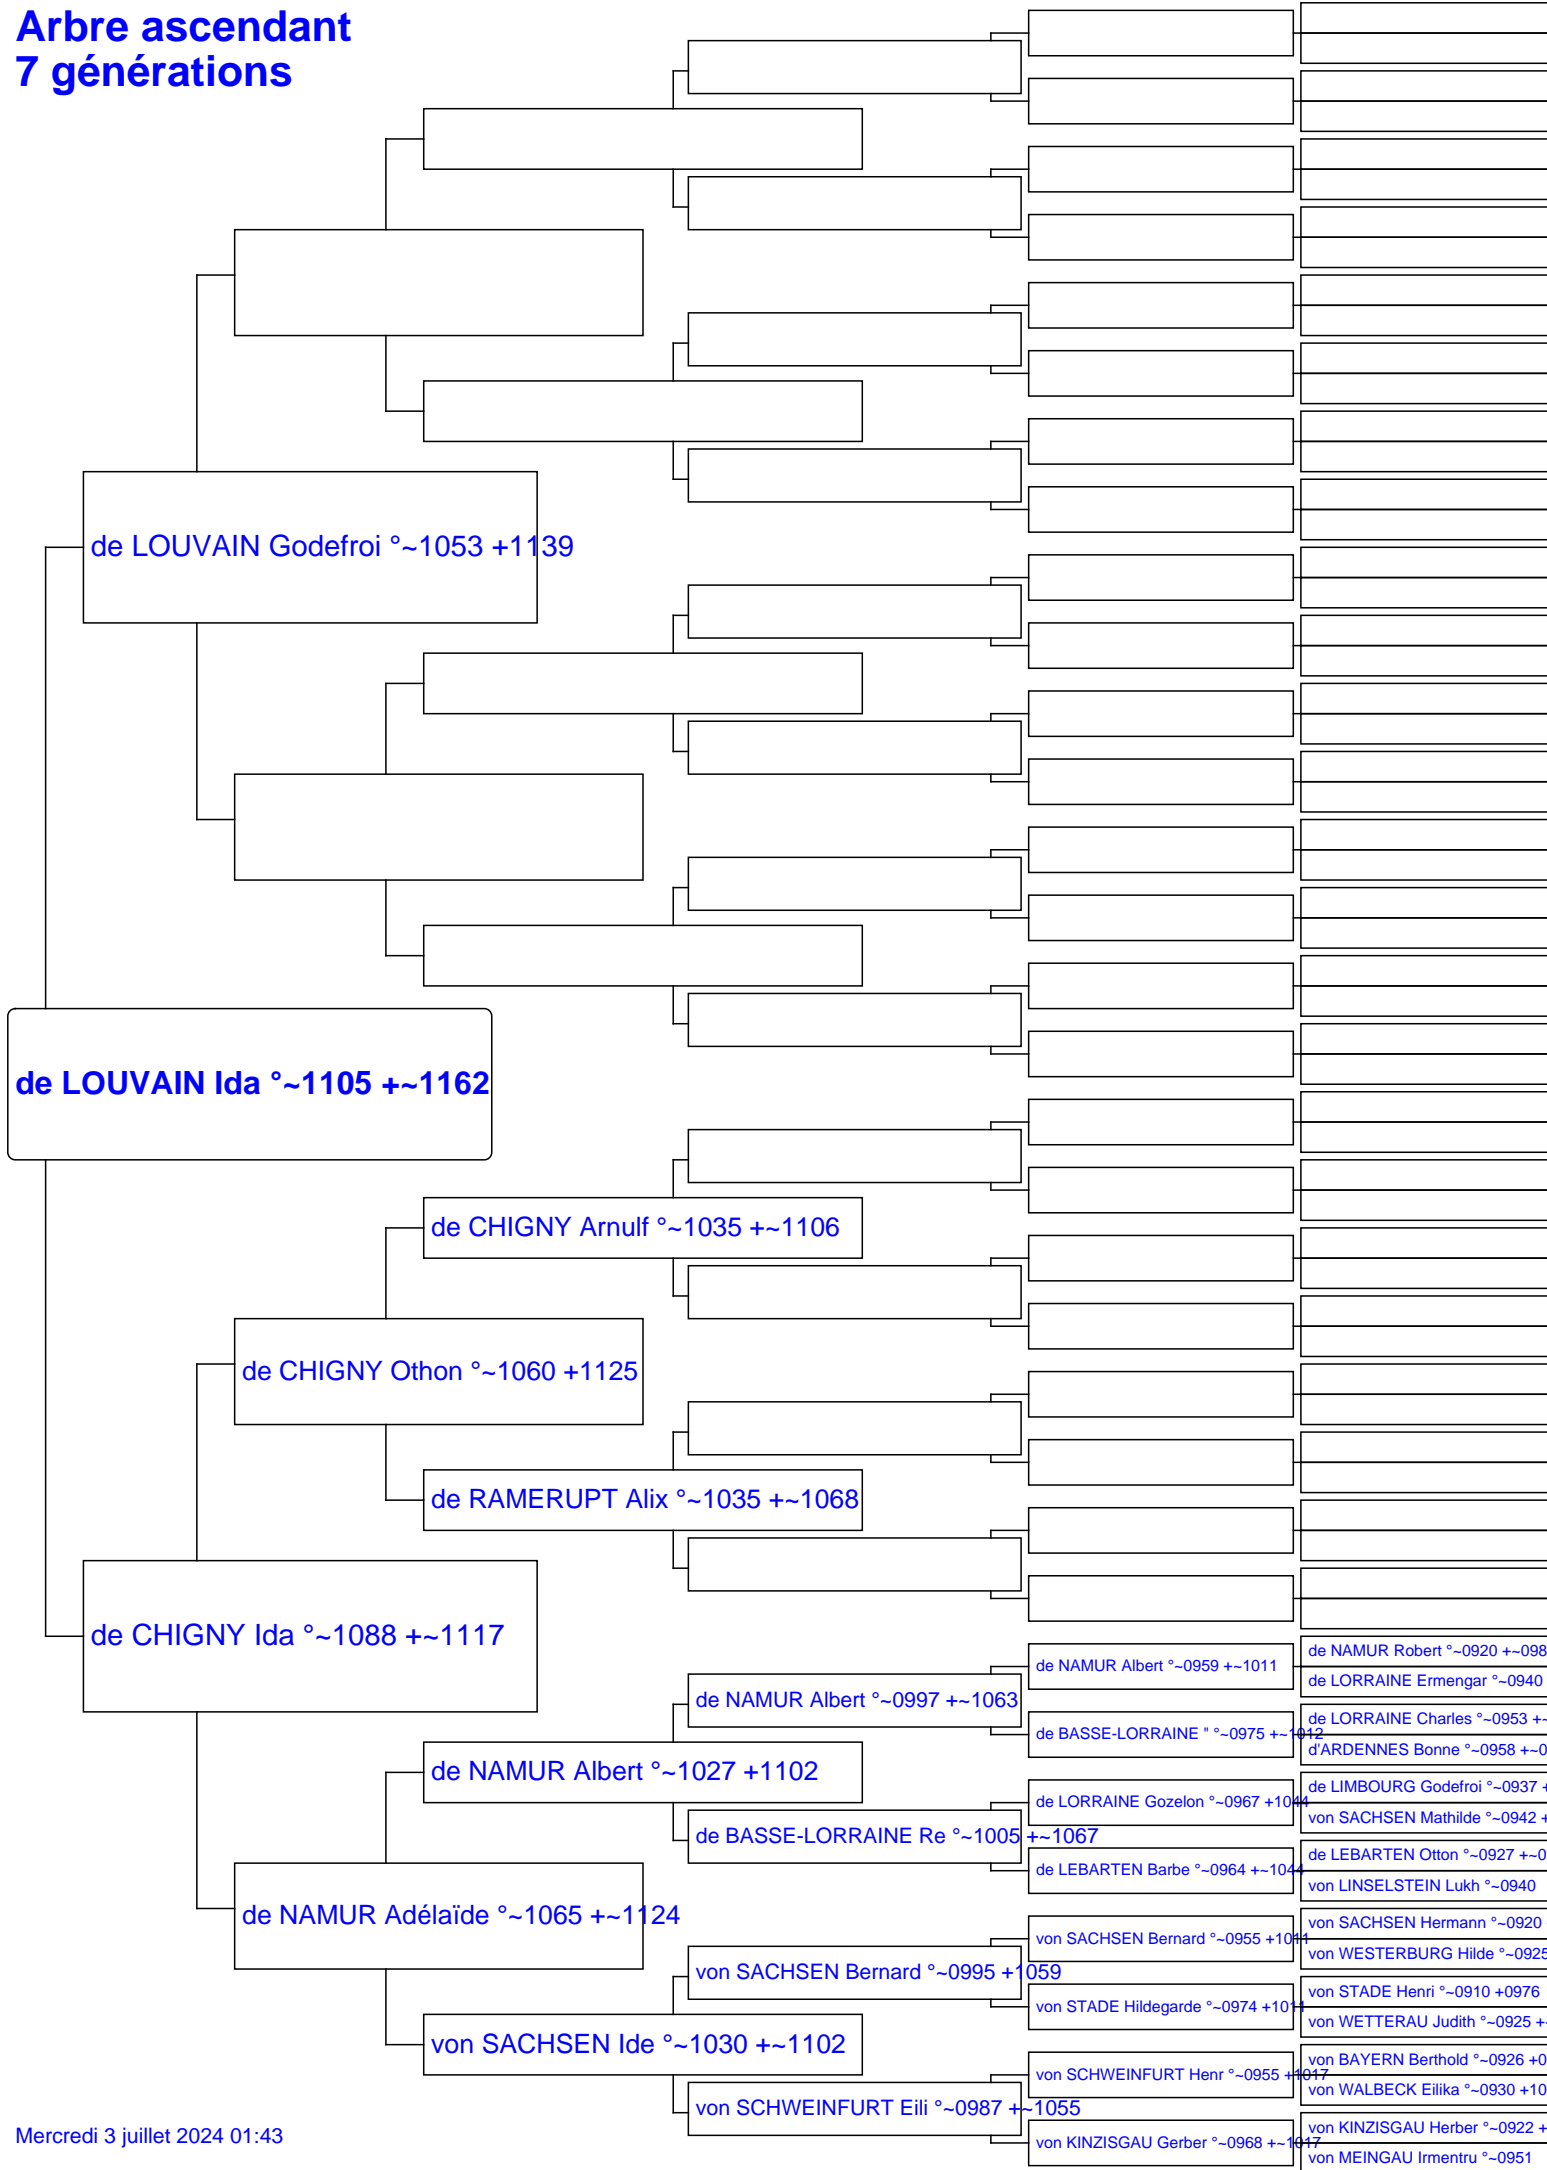 Arbre ascendant
7 générations
de LOUVAIN Godefroi °~1053 +1139
de LOUVAIN Ida °~1105 +~1162
de CHIGNY Arnulf °~1035 +~1106
de CHIGNY Othon °~1060 +1125
de RAMERUPT Alix °~1035 +~1068
de CHIGNY Ida °~1088 +~1117
de NAMUR Robert °~0920 +~098
de NAMUR Albert °~0959 +~1011
de LORRAINE Ermengar °~0940
de NAMUR Albert °~0997 +~1063
de LORRAINE Charles °~0953 +~
de BASSE-LORRAINE " °~0975 +~1012
d'ARDENNES Bonne °~0958 +~0
de NAMUR Albert °~1027 +1102
de LIMBOURG Godefroi °~0937 +
de LORRAINE Gozelon °~0967 +1044
von SACHSEN Mathilde °~0942 +
de BASSE-LORRAINE Re °~1005 +~1067
de LEBARTEN Otton °~0927 +~0
de LEBARTEN Barbe °~0964 +~1044
von LINSELSTEIN Lukh °~0940
de NAMUR Adélaïde °~1065 +~1124
von SACHSEN Hermann °~0920
von SACHSEN Bernard °~0955 +1011
von WESTERBURG Hilde °~0925
von SACHSEN Bernard °~0995 +1059
von STADE Henri °~0910 +0976
von STADE Hildegarde °~0974 +1011
von WETTERAU Judith °~0925 +
von SACHSEN Ide °~1030 +~1102
von BAYERN Berthold °~0926 +0
von SCHWEINFURT Henr °~0955 +1017
von WALBECK Eilika °~0930 +10
von SCHWEINFURT Eili °~0987 +~1055
von KINZISGAU Herber °~0922 +
von KINZISGAU Gerber °~0968 +~1017
von MEINGAU Irmentru °~0951
Mercredi 3 juillet 2024 01:43